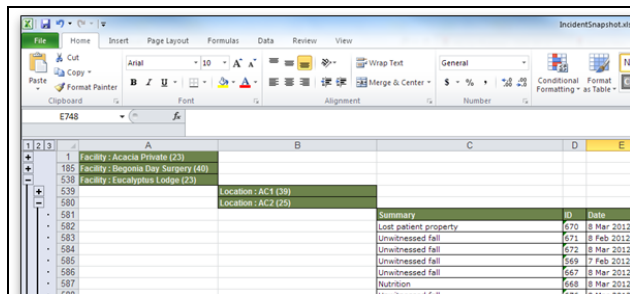 IncidentSnapshot.xls
File Home Insert Page Layout Formulas Data Review View
Cut
Copy
Paste Format Painter
Arial 10 A A Wrap Text General
B I U A Merge & Center $ % , Conditional Formatting Format as Table
Clipboard Font Alignment Number
E748 fx
1 2 3 A B C D E
1 Facility : Acacia Private (23)
185 Facility : Begonia Day Surgery (40)
538 Facility : Eucalyptus Lodge (23)
539 Location : AC1 (39)
580 Location : AC2 (25)
581 Summary ID Date
582 Lost patient property 670 8 Mar 2012
583 Unwitnessed fall 671 8 Feb 2012
584 Unwitnessed fall 672 8 Mar 2012
585 Unwitnessed fall 569 7 Feb 2012
586 Unwitnessed fall 667 8 Mar 2012
587 Nutrition 668 8 Mar 2012